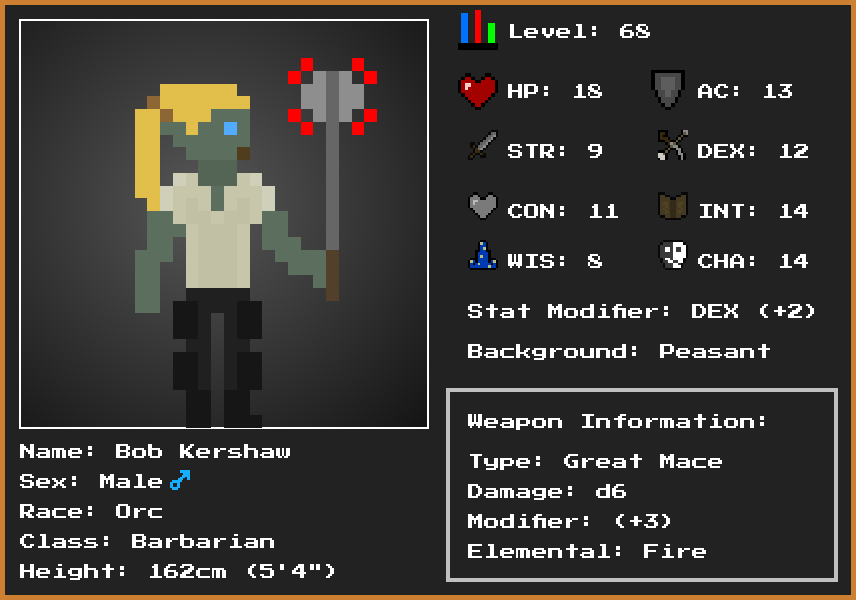 Level: 68
HP: 18
AC: 13
STR: 9
DEX: 12
CON: 11
INT: 14
WIS: 8
CHA: 14
Stat Modifier: DEX (+2)
Background: Peasant
Weapon Information:
Type: Great Mace
Damage: d6
Modifier: (+3)
Elemental: Fire
Name: Bob Kershaw
Sex: Male ♂
Race: Orc
Class: Barbarian
Height: 162cm (5'4")